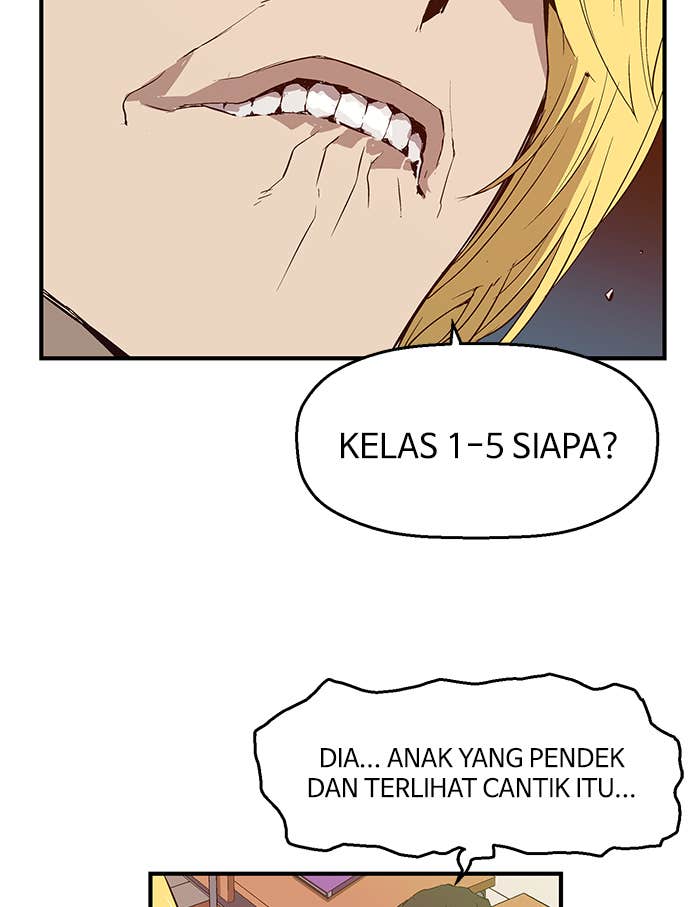 KELAS 1-5 SIAPA?
DIA... ANAK YANG PENDEK
DAN TERLIHAT CANTIK ITU...